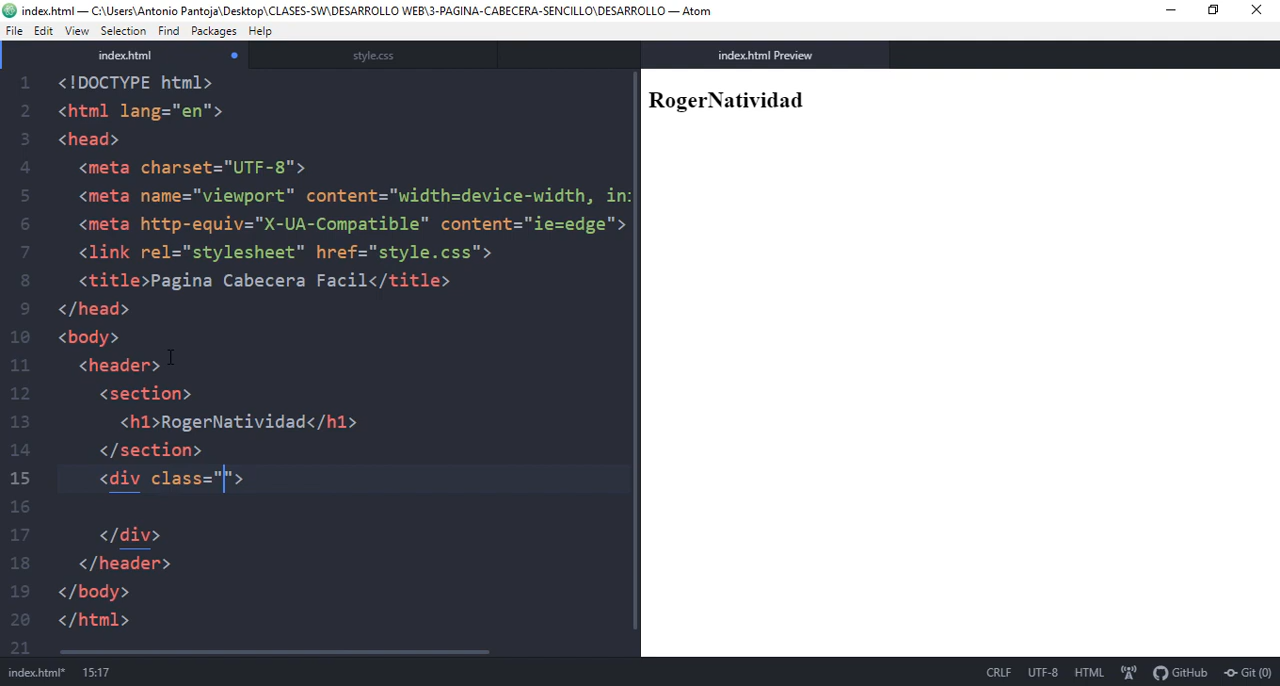 index.html — C:\Users\Antonio Pantoja\Desktop\CLASES-SW\DESARROLLO WEB\3-PAGINA-CABECERA-SENCILLO\DESARROLLO — Atom
File Edit View Selection Find Packages Help
index.html style.css index.html Preview
1 <!DOCTYPE html>
2 <html lang="en">
3 <head>
4 <meta charset="UTF-8">
5 <meta name="viewport" content="width=device-width, in
6 <meta http-equiv="X-UA-Compatible" content="ie=edge">
7 <link rel="stylesheet" href="style.css">
8 <title>Pagina Cabecera Facil</title>
9 </head>
10 <body>
11 <header>
12 <section>
13 <h1>RogerNatividad</h1>
14 </section>
15 <div class="">
16
17 </div>
18 </header>
19 </body>
20 </html>
21
RogerNatividad
index.html* 15:17 CRLF UTF-8 HTML GitHub Git (0)